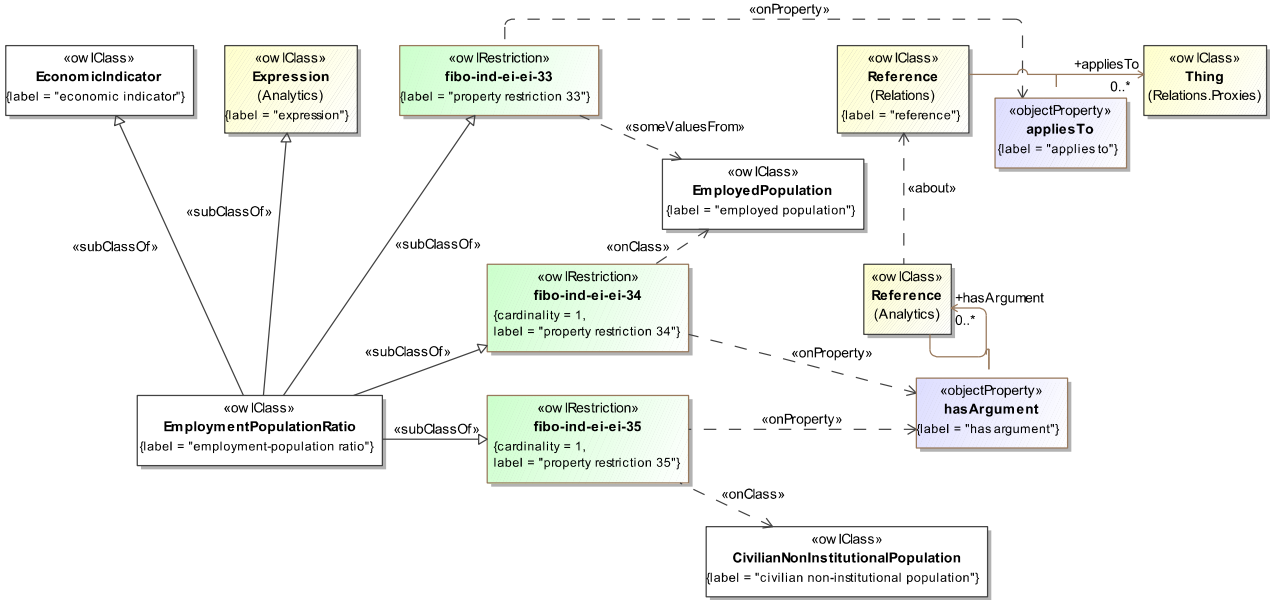 «onProperty»
«owlClass»
EconomicIndicator
{label = "economic indicator"}
«owlClass»
Expression
(Analytics)
{label = "expression"}
«owlRestriction»
fibo-ind-ei-ei-33
{label = "property restriction 33"}
«owlClass»
Reference
(Relations)
{label = "reference"}
+appliesTo
0..*
«owlClass»
Thing
(Relations.Proxies)
«objectProperty»
appliesTo
{label = "applies to"}
«someValuesFrom»
«owlClass»
EmployedPopulation
{label = "employed population"}
«about»
«subClassOf»
«subClassOf»
«subClassOf»
«onClass»
«owlRestriction»
fibo-ind-ei-ei-34
{cardinality = 1,
label = "property restriction 34"}
«owlClass»
Reference
(Analytics)
+hasArgument
0..*
«subClassOf»
«onProperty»
«owlClass»
EmploymentPopulationRatio
{label = "employment-population ratio"}
«subClassOf»
«owlRestriction»
fibo-ind-ei-ei-35
{cardinality = 1,
label = "property restriction 35"}
«onProperty»
«objectProperty»
hasArgument
{label = "has argument"}
«onClass»
«owlClass»
CivilianNonInstitutionalPopulation
{label = "civilian non-institutional population"}